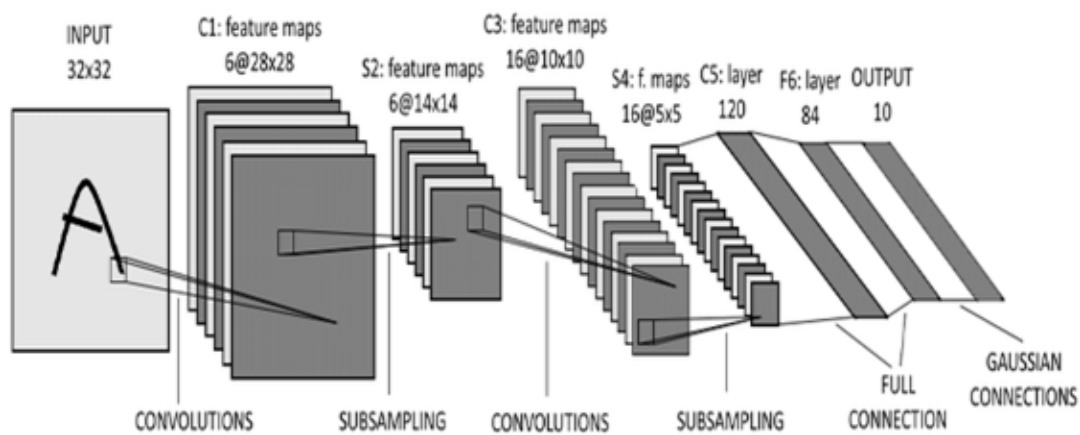 INPUT
32x32
C1: feature maps
6@28x28
S2: feature maps
6@14x14
C3: feature maps
16@10x10
S4: f. maps
16@5x5
C5: layer
120
F6: layer
84
OUTPUT
10
A
CONVOLUTIONS
SUBSAMPLING
CONVOLUTIONS
SUBSAMPLING
FULL
CONNECTION
GAUSSIAN
CONNECTIONS